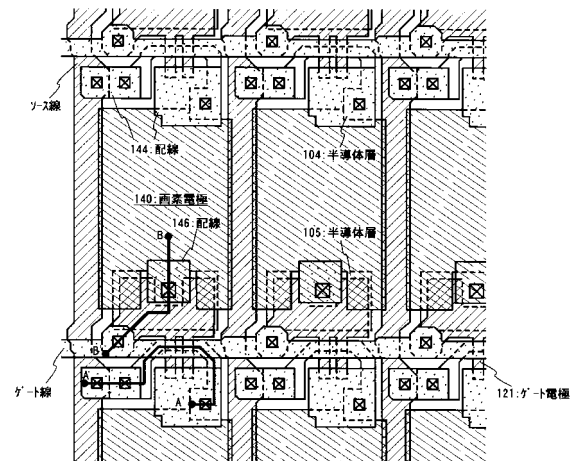 ソース線
144:配線
104:半導体層
140:画素電極
146:配線
B
105:半導体層
B'
A
A'
ゲート線
121:ゲート電極